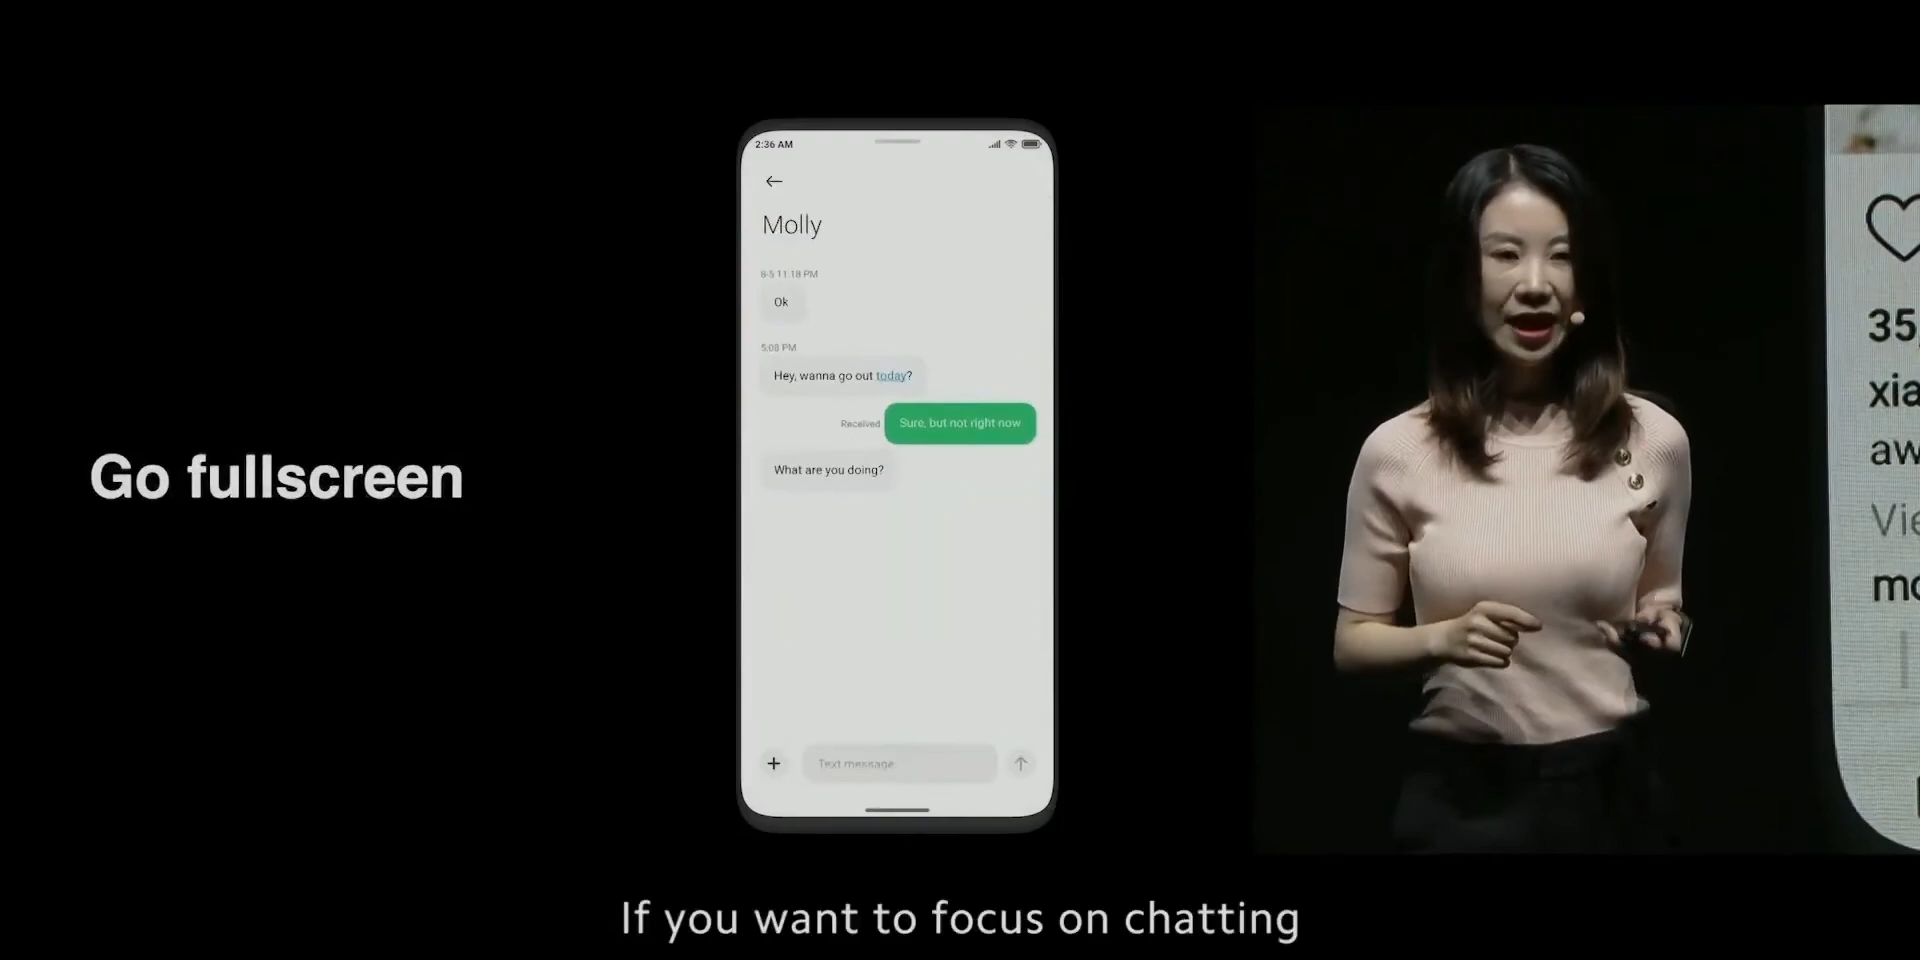 Go fullscreen
2:36 AM
Molly
8-5 11:18 PM
Ok
5:08 PM
Hey, wanna go out today?
Received
Sure, but not right now
What are you doing?
Text message
35,
xia
aw
Vie
mo
If you want to focus on chatting